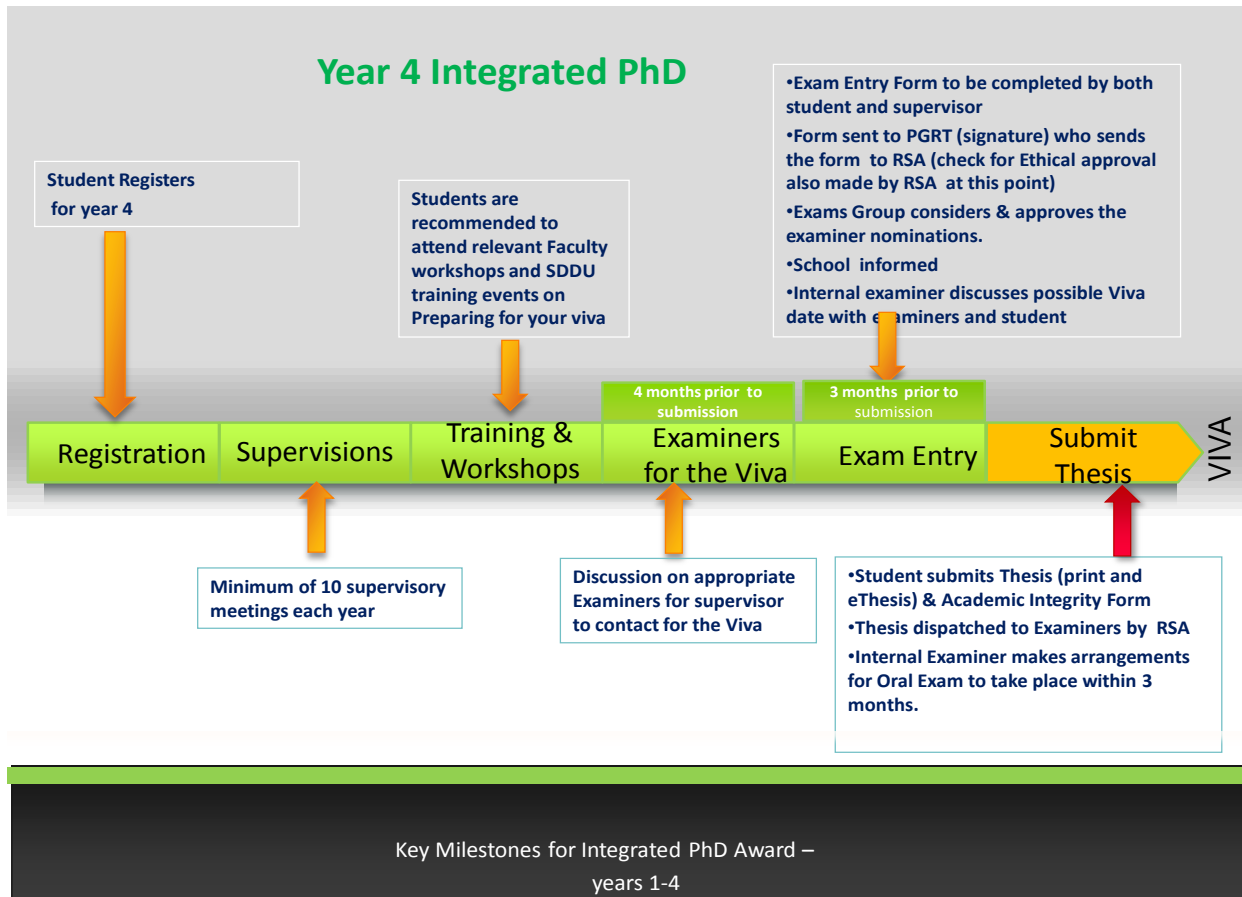 Year 4 Integrated PhD
•Exam Entry Form to be completed by both
student and supervisor
•Form sent to PGRT (signature) who sends
the form  to RSA (check for Ethical approval
also made by RSA  at this point)
•Exams Group considers & approves the
examiner nominations.
•School  informed
•Internal examiner discusses possible Viva
date with examiners and student
Student Registers
for year 4
Students are
recommended to
attend relevant Faculty
workshops and SDDU
training events on
Preparing for your viva
4 months prior  to
submission
3 months  prior to
submission
Registration
Supervisions
Training &
Workshops
Examiners
for the Viva
Exam Entry
Submit
Thesis
VIVA
Minimum of 10 supervisory
meetings each year
Discussion on appropriate
Examiners for supervisor
to contact for the Viva
•Student submits Thesis (print and
eThesis) & Academic Integrity Form
•Thesis dispatched to Examiners by  RSA
•Internal Examiner makes arrangements
for Oral Exam to take place within 3
months.
Key Milestones for Integrated PhD Award –
years 1-4